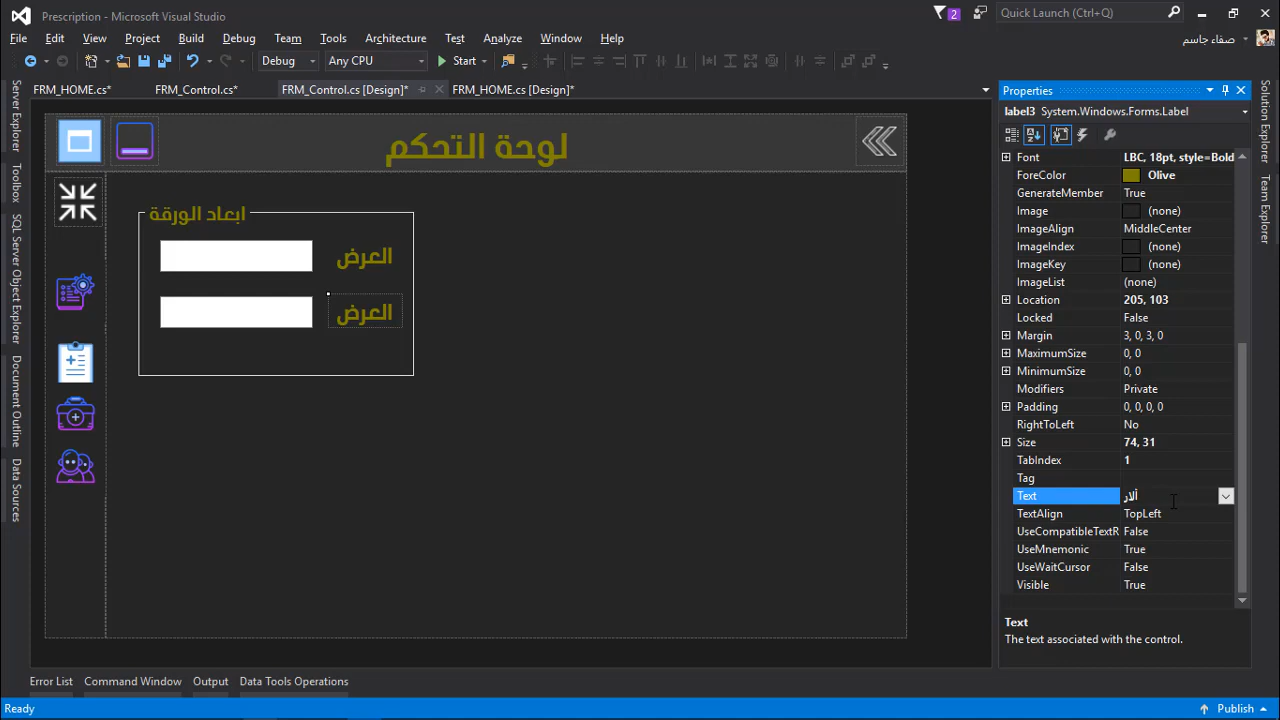 Prescription - Microsoft Visual Studio
2
Quick Launch (Ctrl+Q)
File Edit View Project Build Debug Team Tools Architecture Test Analyze Window Help
صفاء جاسم
Debug Any CPU Start
FRM_HOME.cs* FRM_Control.cs* FRM_Control.cs [Design]* FRM_HOME.cs [Design]*
Server Explorer
Toolbox
SQL Server Object Explorer
Document Outline
Data Sources
لوحة التحكم
ابعاد الورقة
العرض
العرض
Properties
label3 System.Windows.Forms.Label
Font LBC, 18pt, style=Bold
ForeColor Olive
GenerateMember True
Image (none)
ImageAlign MiddleCenter
ImageIndex (none)
ImageKey (none)
ImageList (none)
Location 205, 103
Locked False
Margin 3, 0, 3, 0
MaximumSize 0, 0
MinimumSize 0, 0
Modifiers Private
Padding 0, 0, 0, 0
RightToLeft No
Size 74, 31
TabIndex 1
Tag
Text ألار
TextAlign TopLeft
UseCompatibleTextR False
UseMnemonic True
UseWaitCursor False
Visible True
Text
The text associated with the control.
Solution Explorer
Team Explorer
Error List Command Window Output Data Tools Operations
Ready
Publish